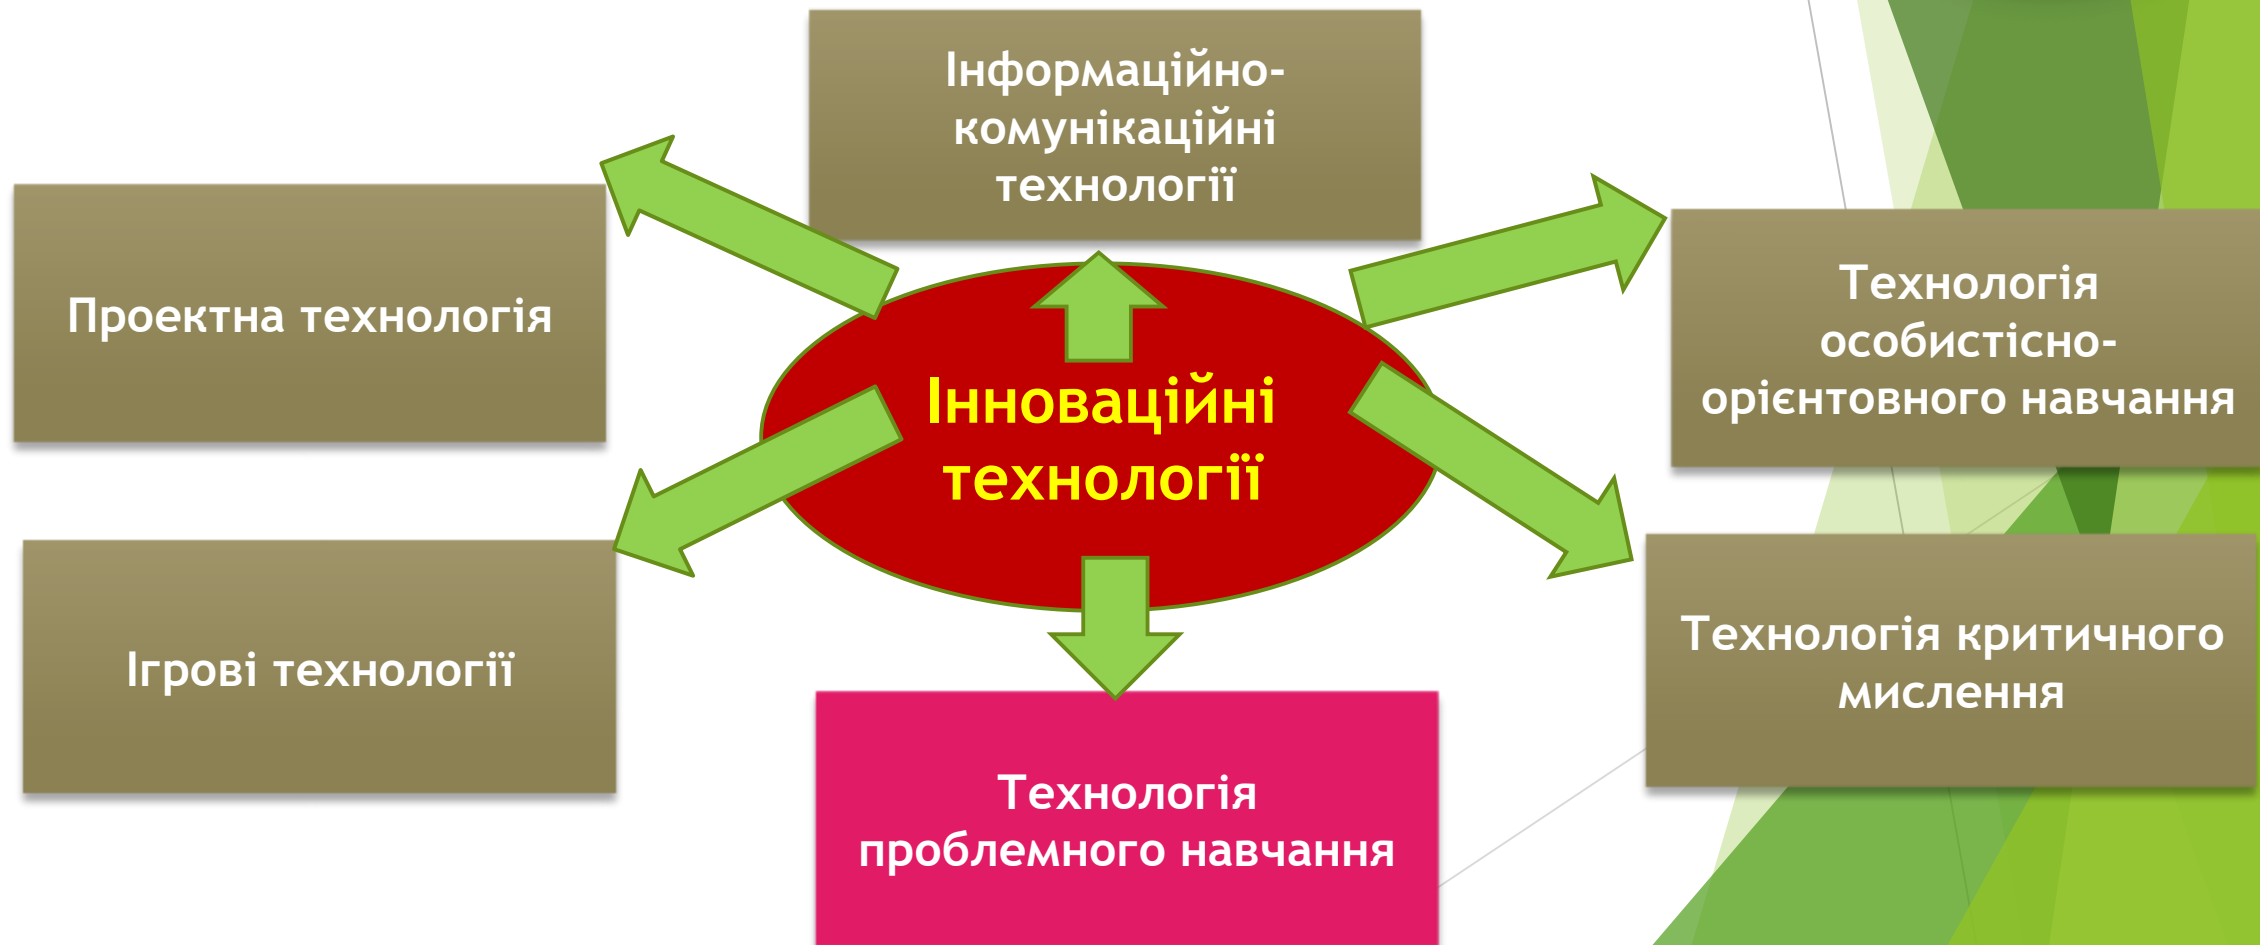 Інформаційно-
комунікаційні
технології
Проектна технологія
Технологія
особистісно-
орієнтовного навчання
Інноваційні
технології
Ігрові технології
Технологія критичного
мислення
Технологія
проблемного навчання